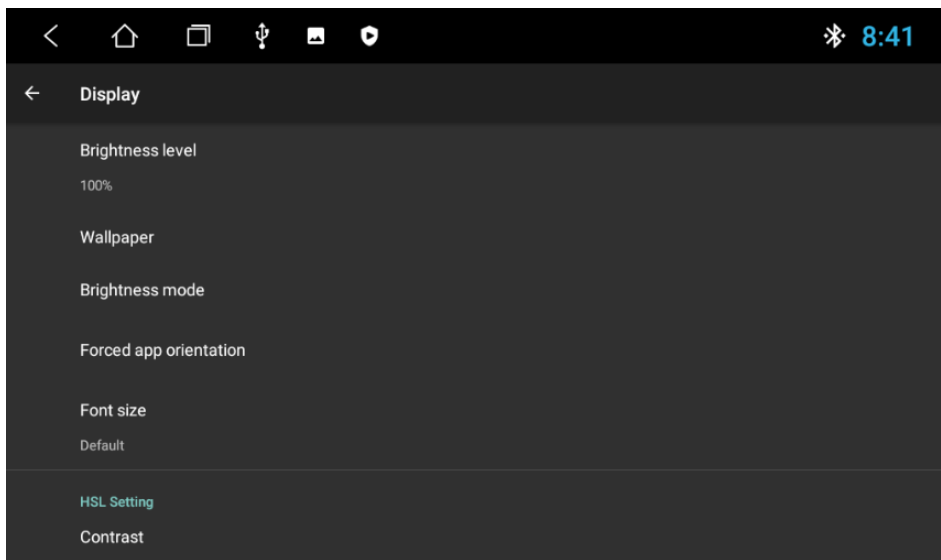 8:41
Display
Brightness level
100%
Wallpaper
Brightness mode
Forced app orientation
Font size
Default
HSL Setting
Contrast